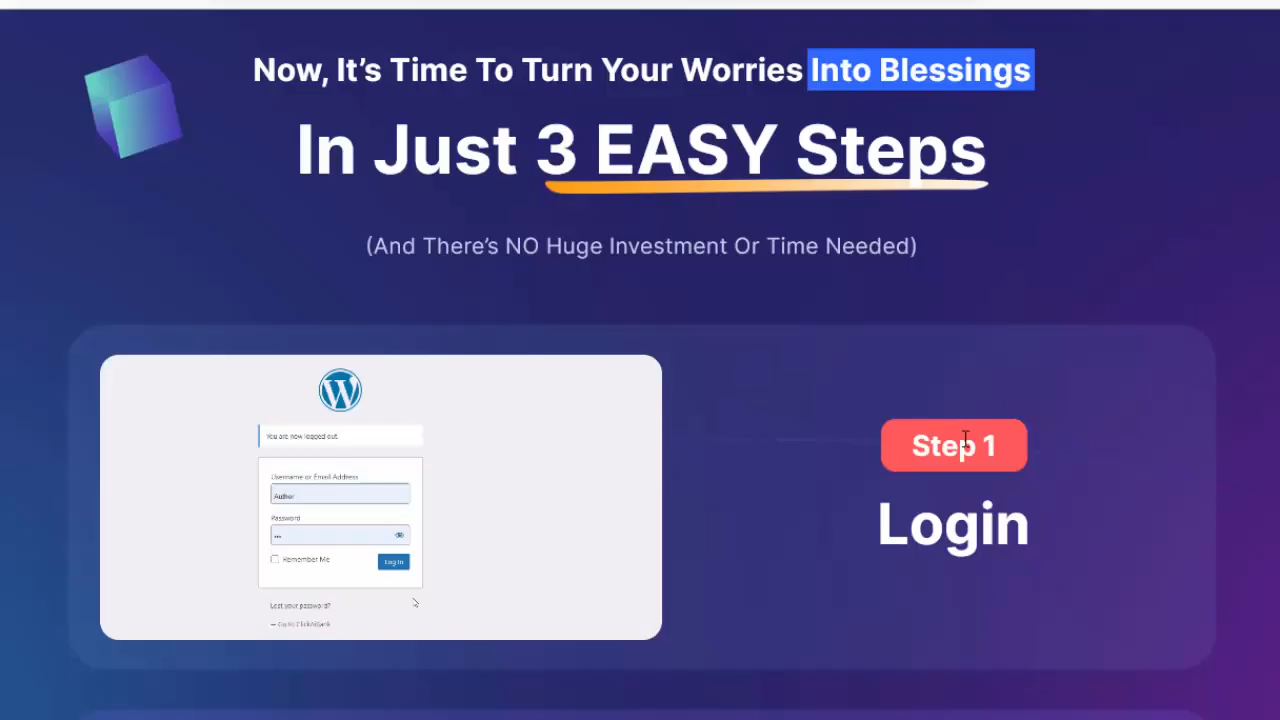 Now, It's Time To Turn Your Worries Into Blessings
In Just 3 EASY Steps
(And There's NO Huge Investment Or Time Needed)
You are now logged out.
Username or Email Address
Author
Password
Remember Me
Log In
Lost your password?
Step 1
Login